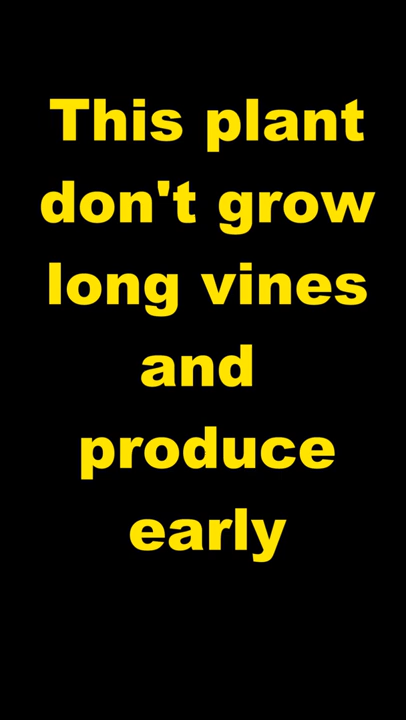 This plant
don't grow
long vines
and
produce
early